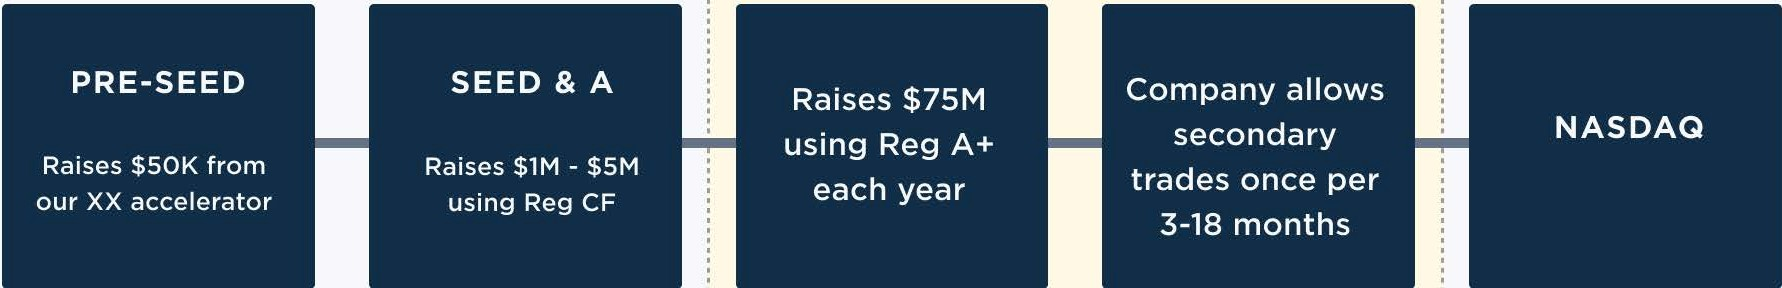 PRE-SEED
Raises $50K from
our XX accelerator
SEED & A
Raises $1M - $5M
using Reg CF
Raises $75M
using Reg A+
each year
Company allows
secondary
trades once per
3-18 months
NASDAQ